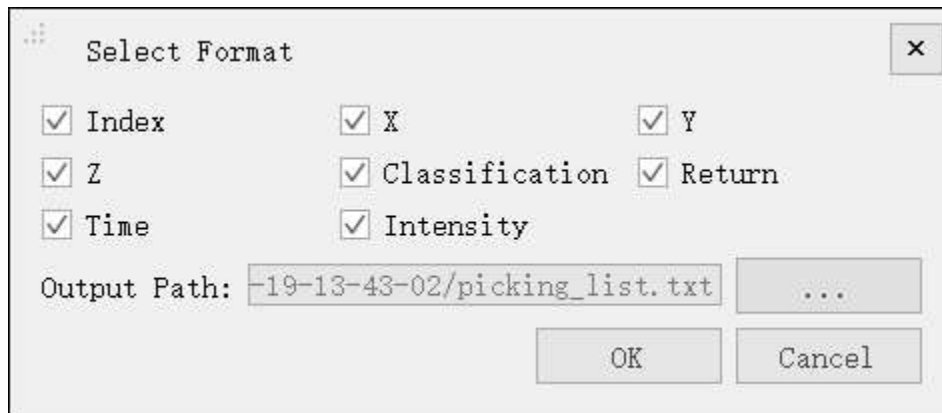 Select Format
Index X Y
Z Classification Return
Time Intensity
Output Path: -19-13-43-02/picking_list.txt ...
OK Cancel